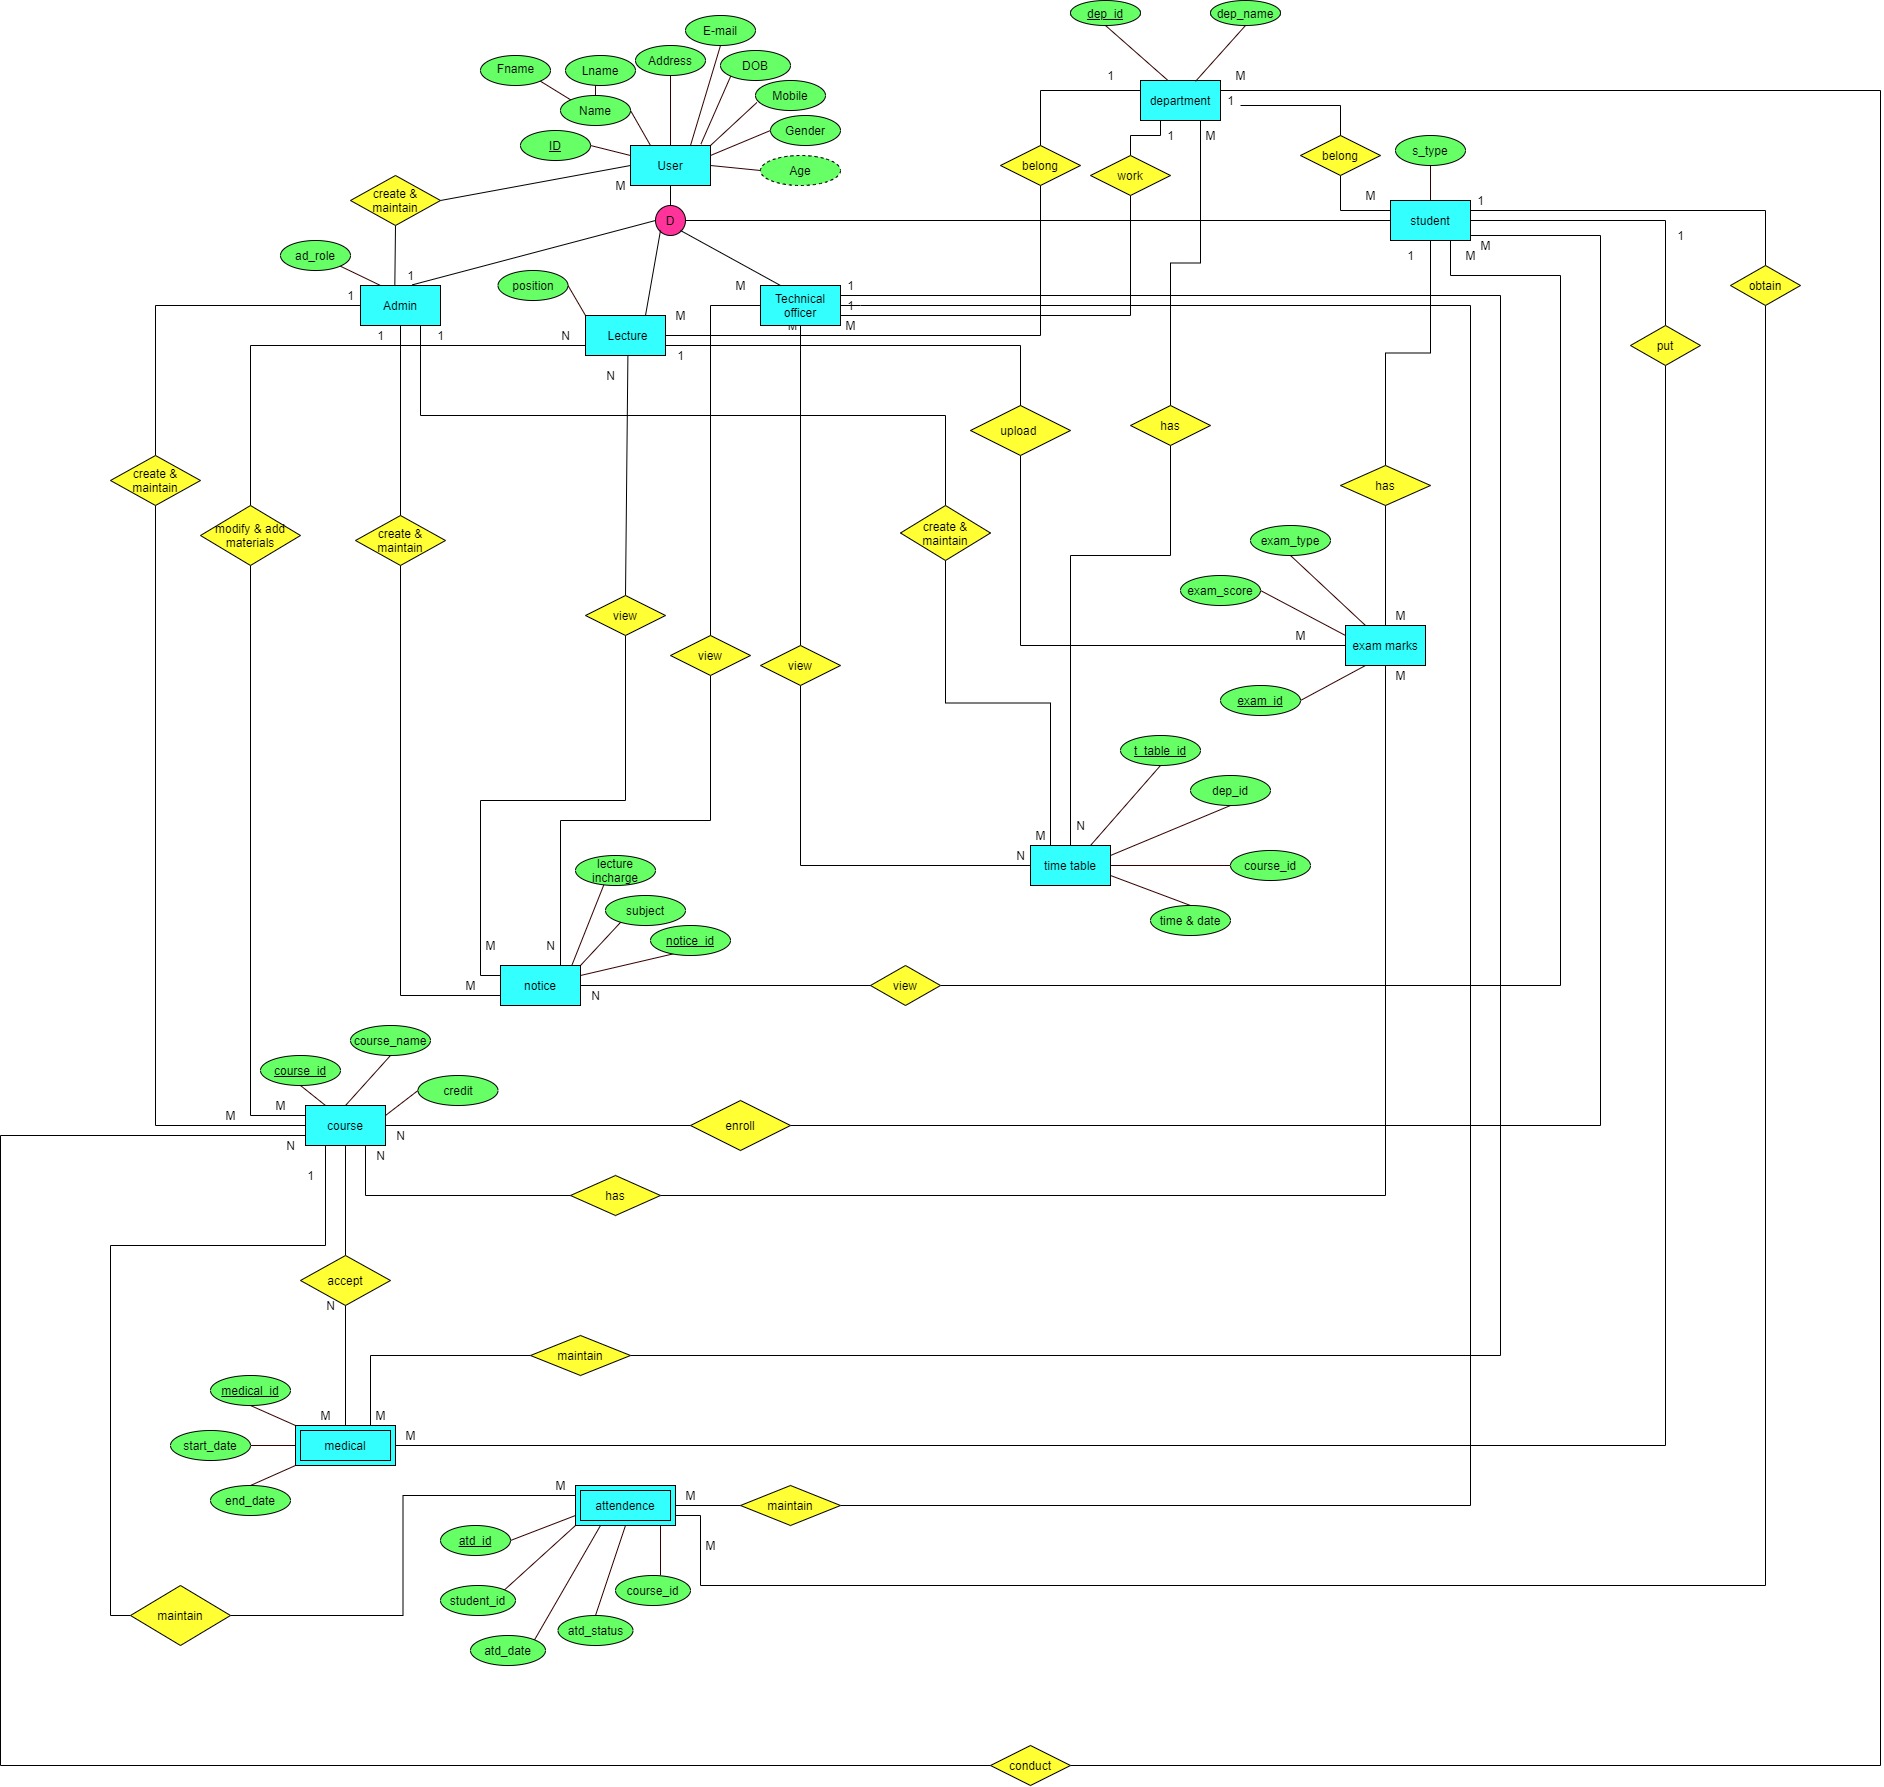 dep_id
dep_name
E-mail
Fname
Lname
Address
DOB
Name
Mobile
1
M
department
1
Gender
ID
1
M
User
belong
work
belong
s_type
Age
M
create &
maintain
M
1
D
student
1
M
ad_role
1
1
M
position
M
1
obtain
1
Admin
Technical
officer
1
M
M
M
1
1
N
Lecture
put
1
N
upload
has
create &
maintain
has
modify & add
materials
create &
maintain
create &
maintain
exam_type
exam_score
view
M
M
view
view
exam marks
M
exam_id
t_table_id
dep_id
N
M
N
time table
course_id
lecture
incharge
subject
time & date
notice_id
M
N
M
notice
view
N
course_name
course_id
credit
M
M
course
enroll
N
N
N
1
has
accept
N
maintain
medical_id
M
M
start_date
medical
M
end_date
M
M
attendence
maintain
atd_id
M
student_id
course_id
maintain
atd_status
atd_date
conduct